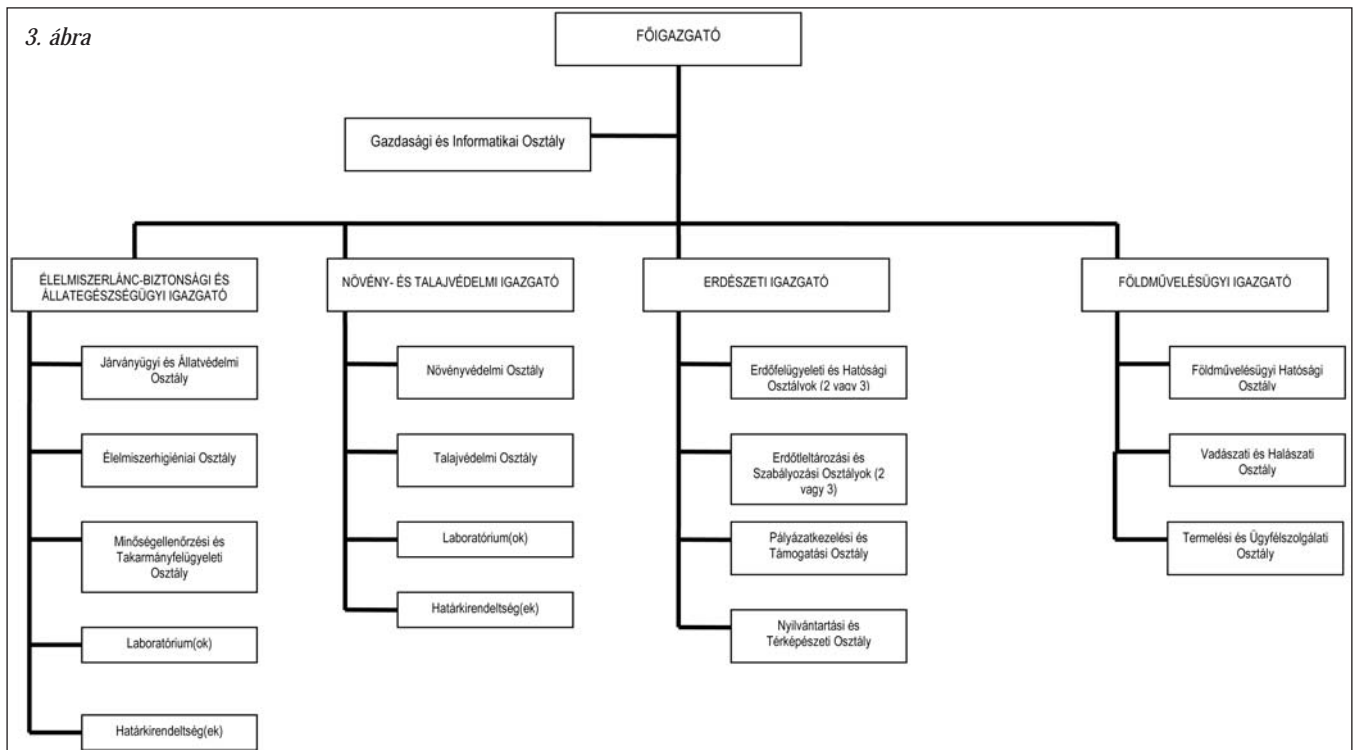 3. ábra
FŐIGAZGATÓ
Gazdasági és Informatikai Osztály
ÉLELMISZERLÁNC-BIZTONSÁGI ÉS
ÁLLATEGÉSZSÉGÜGYI IGAZGATÓ
Járványügyi és Állatvédelmi
Osztály
Élelmiszerhigiéniai Osztály
Minőségellenőrzési és
Takarmányfelügyeleti
Osztály
Laboratórium(ok)
Határkirendeltség(ek)
NÖVÉNY- ÉS TALAJVÉDELMI IGAZGATÓ
Növényvédelmi Osztály
Talajvédelmi Osztály
Laboratórium(ok)
Határkirendeltség(ek)
ERDÉSZETI IGAZGATÓ
Erdőfelügyeleti és Hatósági
Osztályok (2 vagy 3)
Erdőtleltározási és
Szabályozási Osztályok (2
vagy 3)
Pályázatkezelési és
Támogatási Osztály
Nyilvántartási és
Térképészeti Osztály
FÖLDMŰVELÉSÜGYI IGAZGATÓ
Földművelésügyi Hatósági
Osztály
Vadászati és Halászati
Osztály
Termelési és Ügyfélszolgálati
Osztály